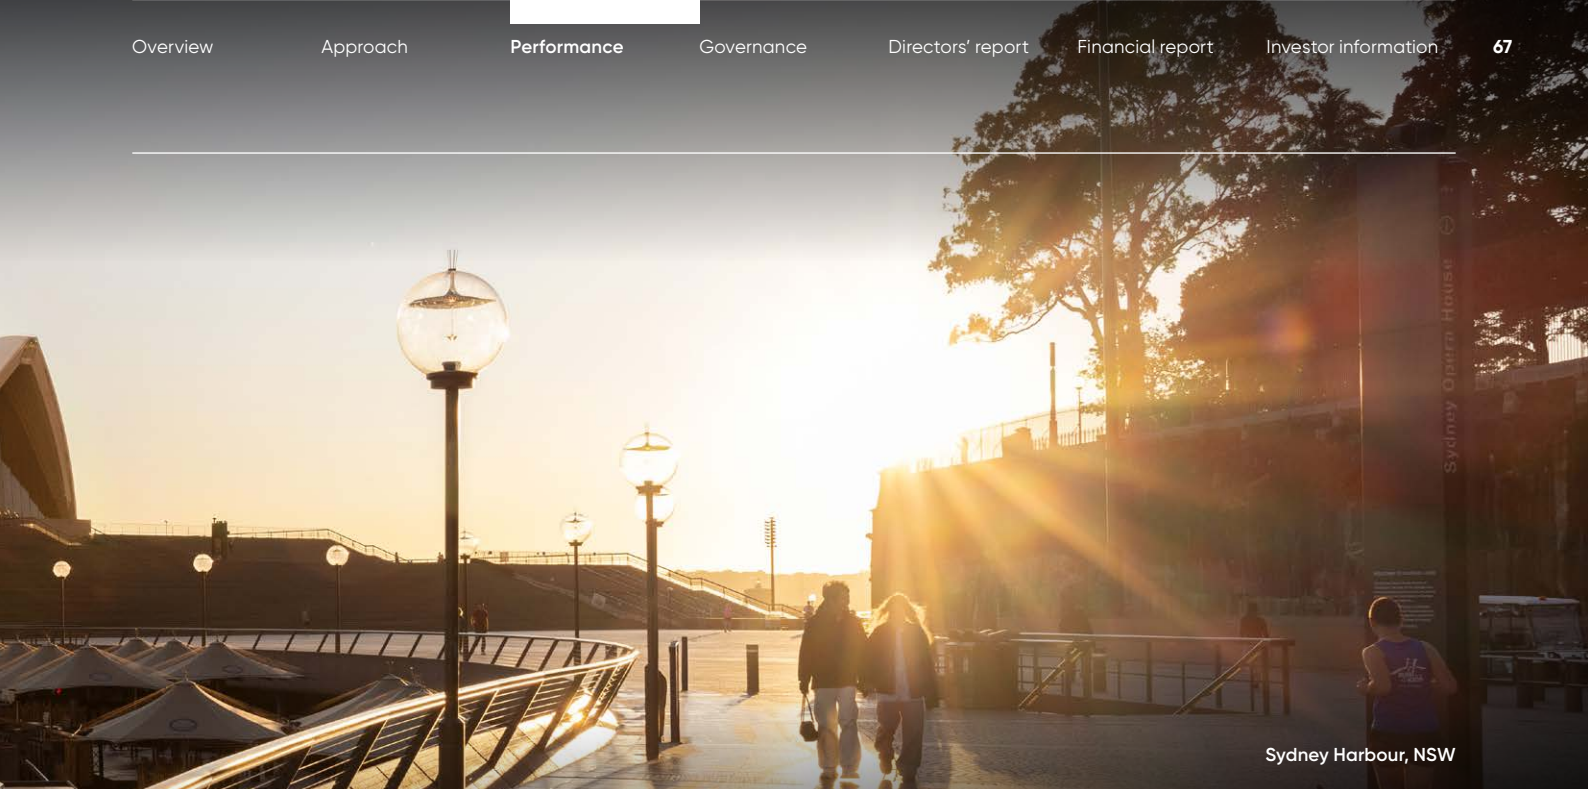 Overview Approach Performance Governance Directors’ report Financial report Investor information 67
Sydney Opera House
Sydney Harbour, NSW